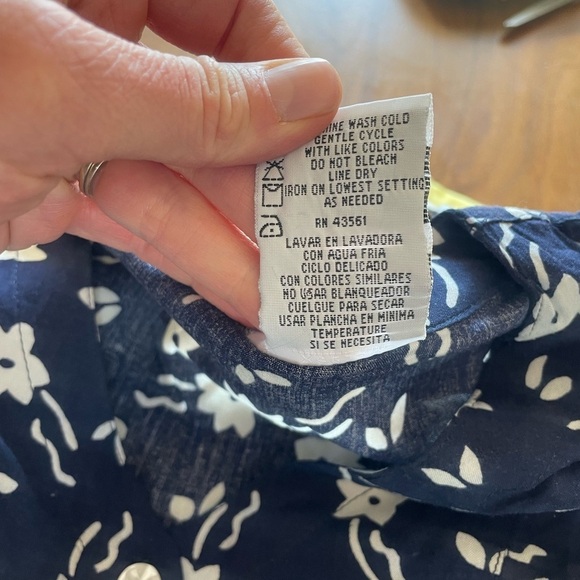 WASH COLD
GENTLE CYCLE
WITH LIKE COLORS
DO NOT BLEACH
LINE DRY
IRON ON LOWEST SETTING
AS NEEDED
RN 43561
LAVAR EN LAVADORA
CON AGUA FRIA
CICLO DELICADO
CON COLORES SIMILARES
NO USAR BLANQUEADOR
CUELGUE PARA SECAR
USAR PLANCHA EN MINIMA
TEMPERATURE
SI SE NECESITA